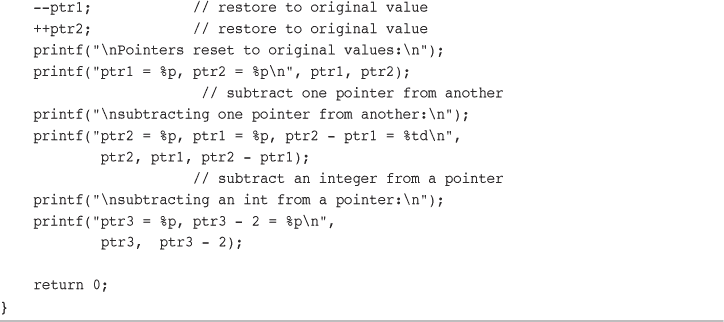 --ptr1;            // restore to original value
    ++ptr2;            // restore to original value
    printf("\nPointers reset to original values:\n");
    printf("ptr1 = %p, ptr2 = %p\n", ptr1, ptr2);
                        // subtract one pointer from another
    printf("\nsubtracting one pointer from another:\n");
    printf("ptr2 = %p, ptr1 = %p, ptr2 - ptr1 = %td\n",
            ptr2, ptr1, ptr2 - ptr1);
                       // subtract an integer from a pointer
    printf("\nsubtracting an int from a pointer:\n");
    printf("ptr3 = %p, ptr3 - 2 = %p\n",
            ptr3,  ptr3 - 2);
    return 0;
}